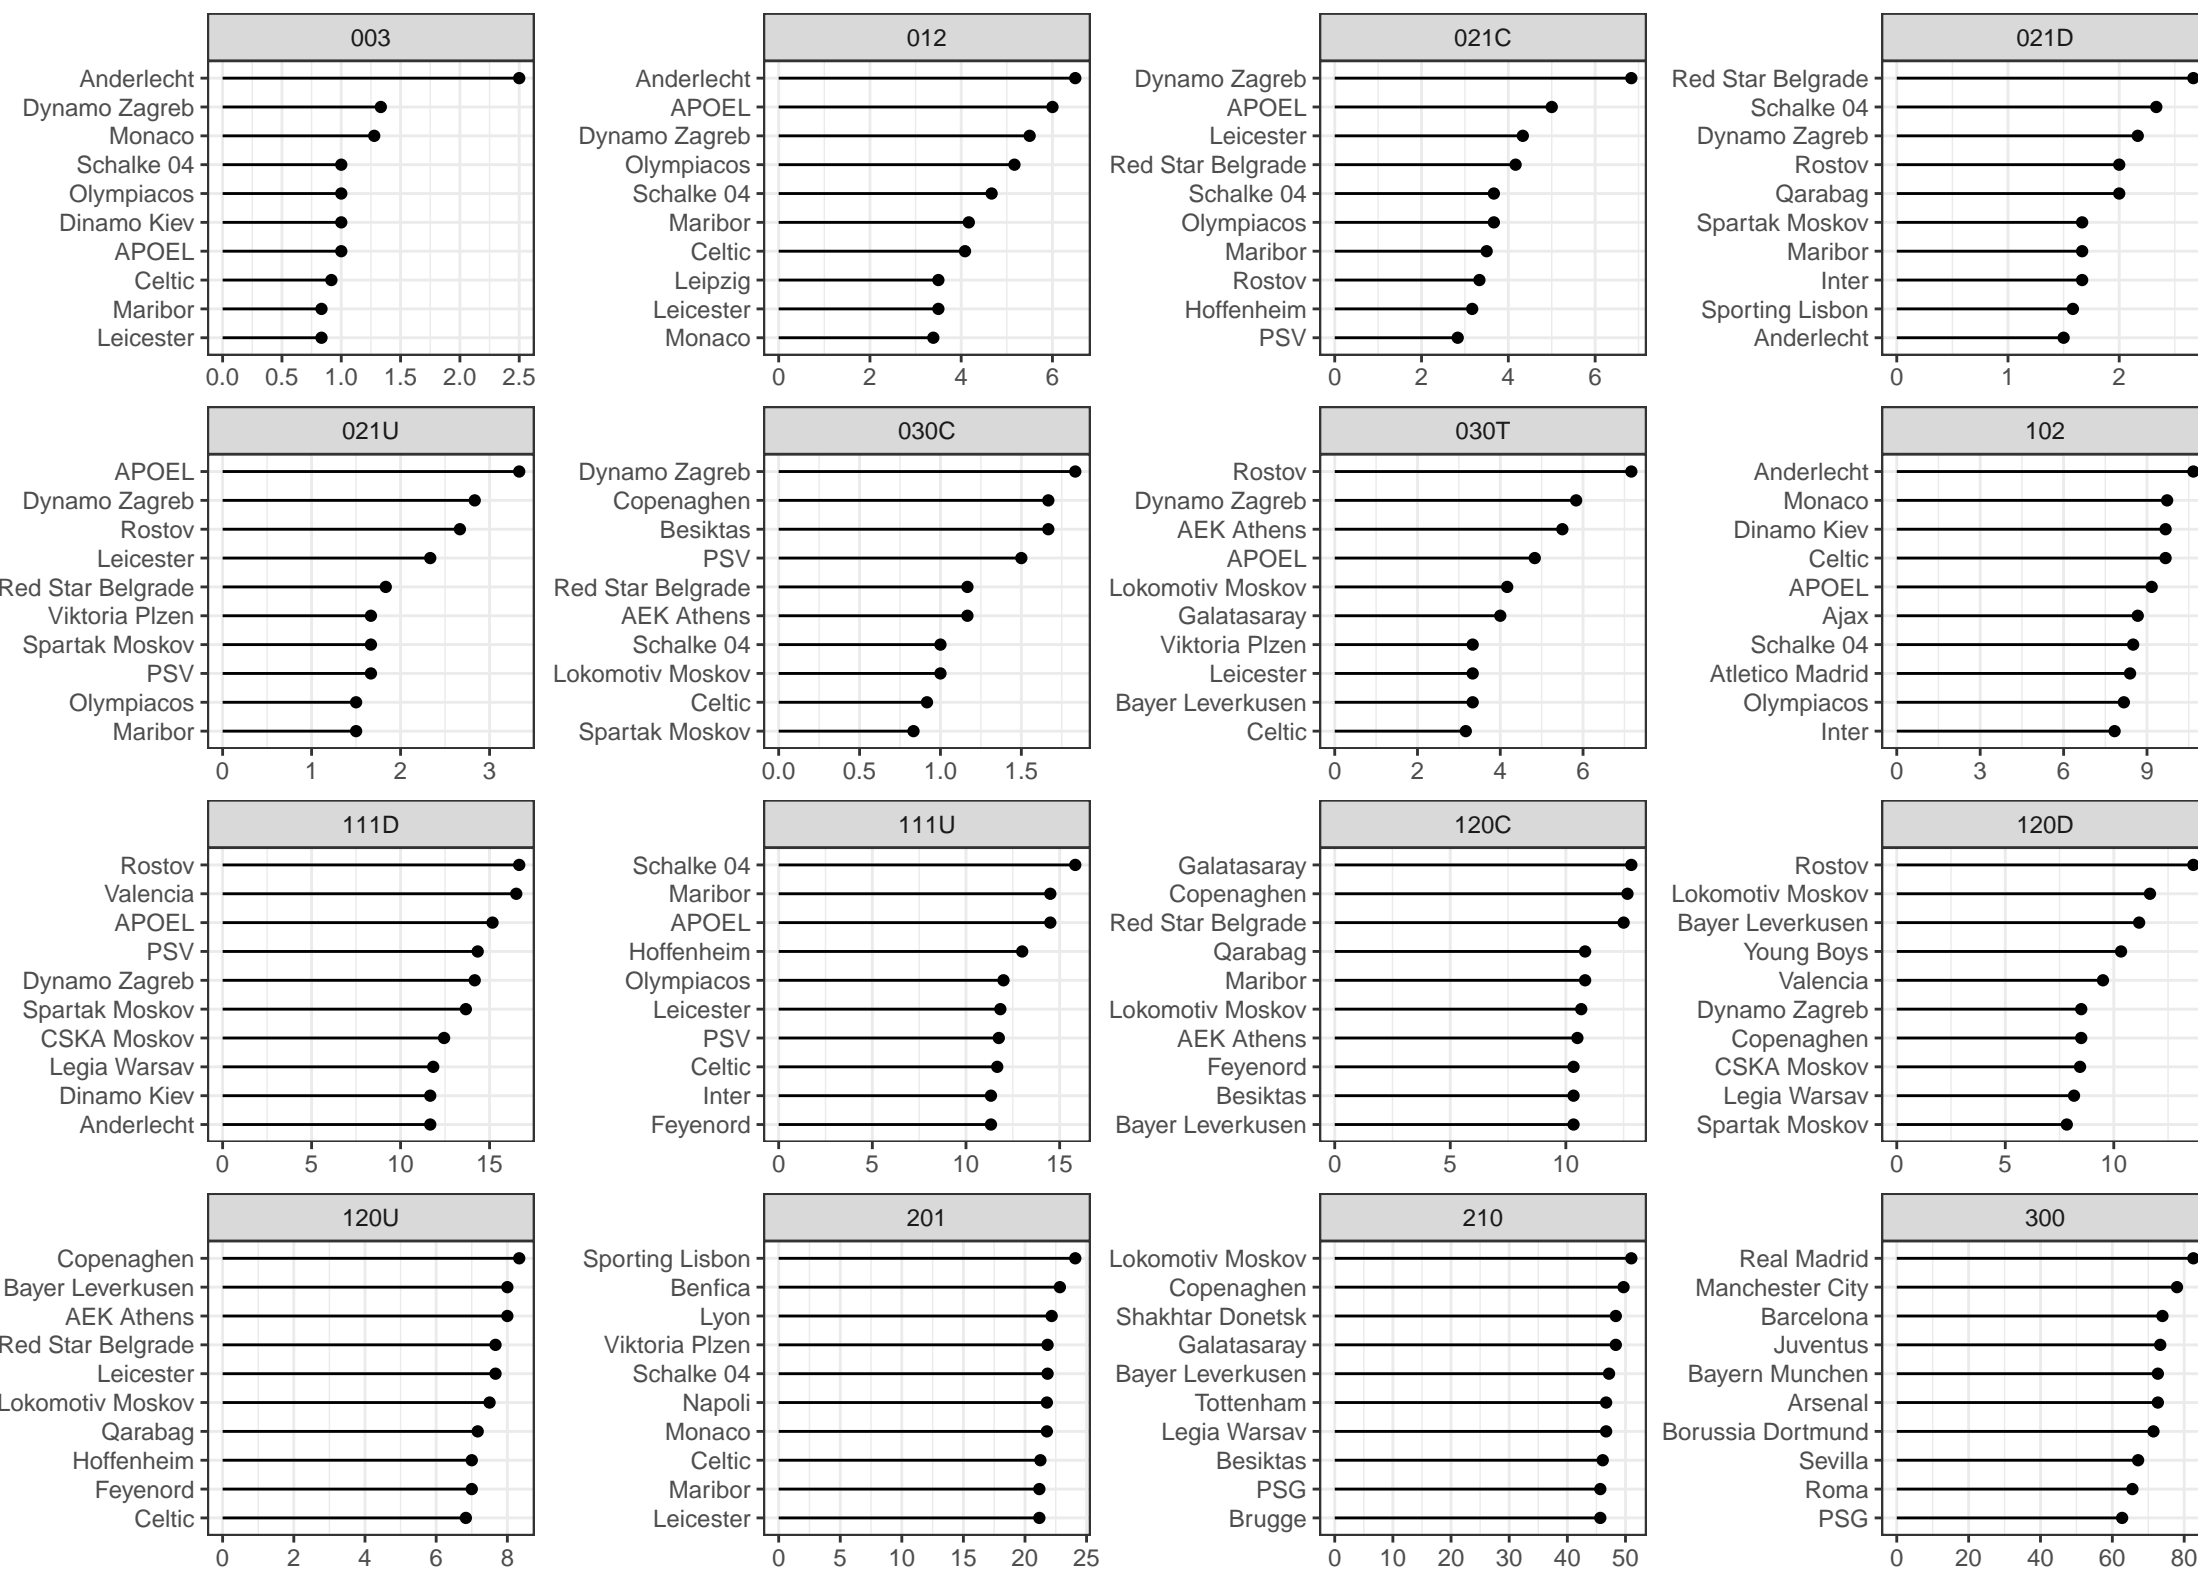 003
Anderlecht
Dynamo Zagreb
Monaco
Schalke 04
Olympiacos
Dinamo Kiev
APOEL
Celtic
Maribor
Leicester
0.0 0.5 1.0 1.5 2.0 2.5
012
Anderlecht
APOEL
Dynamo Zagreb
Olympiacos
Schalke 04
Maribor
Celtic
Leipzig
Leicester
Monaco
0 2 4 6
021C
Dynamo Zagreb
APOEL
Leicester
Red Star Belgrade
Schalke 04
Olympiacos
Maribor
Rostov
Hoffenheim
PSV
0 2 4 6
021D
Red Star Belgrade
Schalke 04
Dynamo Zagreb
Rostov
Qarabag
Spartak Moskov
Maribor
Inter
Sporting Lisbon
Anderlecht
0 1 2
021U
APOEL
Dynamo Zagreb
Rostov
Leicester
Red Star Belgrade
Viktoria Plzen
Spartak Moskov
PSV
Olympiacos
Maribor
0 1 2 3
030C
Dynamo Zagreb
Copenaghen
Besiktas
PSV
Red Star Belgrade
AEK Athens
Schalke 04
Lokomotiv Moskov
Celtic
Spartak Moskov
0.0 0.5 1.0 1.5
030T
Rostov
Dynamo Zagreb
AEK Athens
APOEL
Lokomotiv Moskov
Galatasaray
Viktoria Plzen
Leicester
Bayer Leverkusen
Celtic
0 2 4 6
102
Anderlecht
Monaco
Dinamo Kiev
Celtic
APOEL
Ajax
Schalke 04
Atletico Madrid
Olympiacos
Inter
0 3 6 9
111D
Rostov
Valencia
APOEL
PSV
Dynamo Zagreb
Spartak Moskov
CSKA Moskov
Legia Warsav
Dinamo Kiev
Anderlecht
0 5 10 15
111U
Schalke 04
Maribor
APOEL
Hoffenheim
Olympiacos
Leicester
PSV
Celtic
Inter
Feyenord
0 5 10 15
120C
Galatasaray
Copenaghen
Red Star Belgrade
Qarabag
Maribor
Lokomotiv Moskov
AEK Athens
Feyenord
Besiktas
Bayer Leverkusen
0 5 10
120D
Rostov
Lokomotiv Moskov
Bayer Leverkusen
Young Boys
Valencia
Dynamo Zagreb
Copenaghen
CSKA Moskov
Legia Warsav
Spartak Moskov
0 5 10
120U
Copenaghen
Bayer Leverkusen
AEK Athens
Red Star Belgrade
Leicester
Lokomotiv Moskov
Qarabag
Hoffenheim
Feyenord
Celtic
0 2 4 6 8
201
Sporting Lisbon
Benfica
Lyon
Viktoria Plzen
Schalke 04
Napoli
Monaco
Celtic
Maribor
Leicester
0 5 10 15 20 25
210
Lokomotiv Moskov
Copenaghen
Shakhtar Donetsk
Galatasaray
Bayer Leverkusen
Tottenham
Legia Warsav
Besiktas
PSG
Brugge
0 10 20 30 40 50
300
Real Madrid
Manchester City
Barcelona
Juventus
Bayern Munchen
Arsenal
Borussia Dortmund
Sevilla
Roma
PSG
0 20 40 60 80